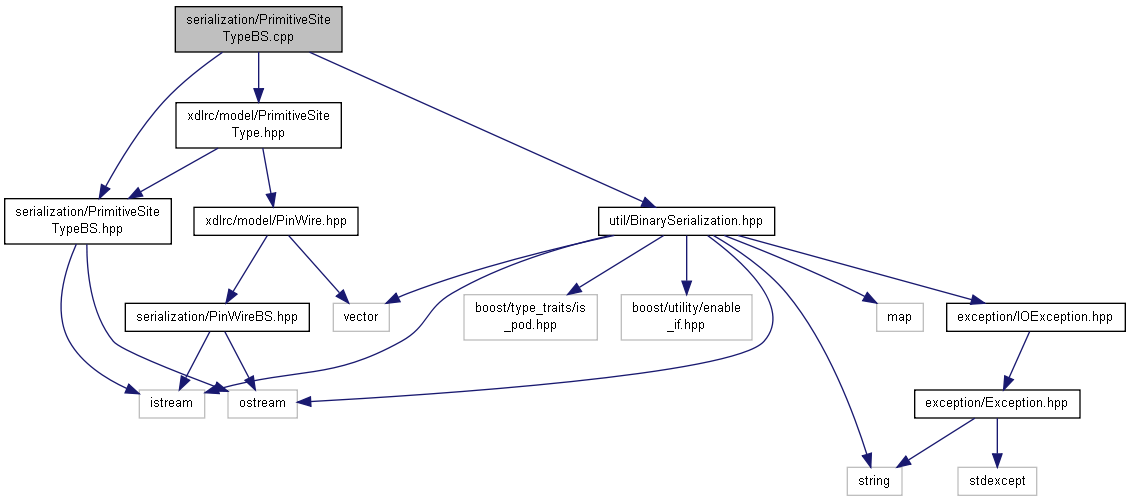 serialization/PrimitiveSite
TypeBS.cpp
xdlrc/model/PrimitiveSite
Type.hpp
serialization/PrimitiveSite
TypeBS.hpp
xdlrc/model/PinWire.hpp
util/BinarySerialization.hpp
serialization/PinWireBS.hpp
vector
boost/type_traits/is
_pod.hpp
boost/utility/enable
_if.hpp
map
exception/IOException.hpp
istream
ostream
exception/Exception.hpp
string
stdexcept